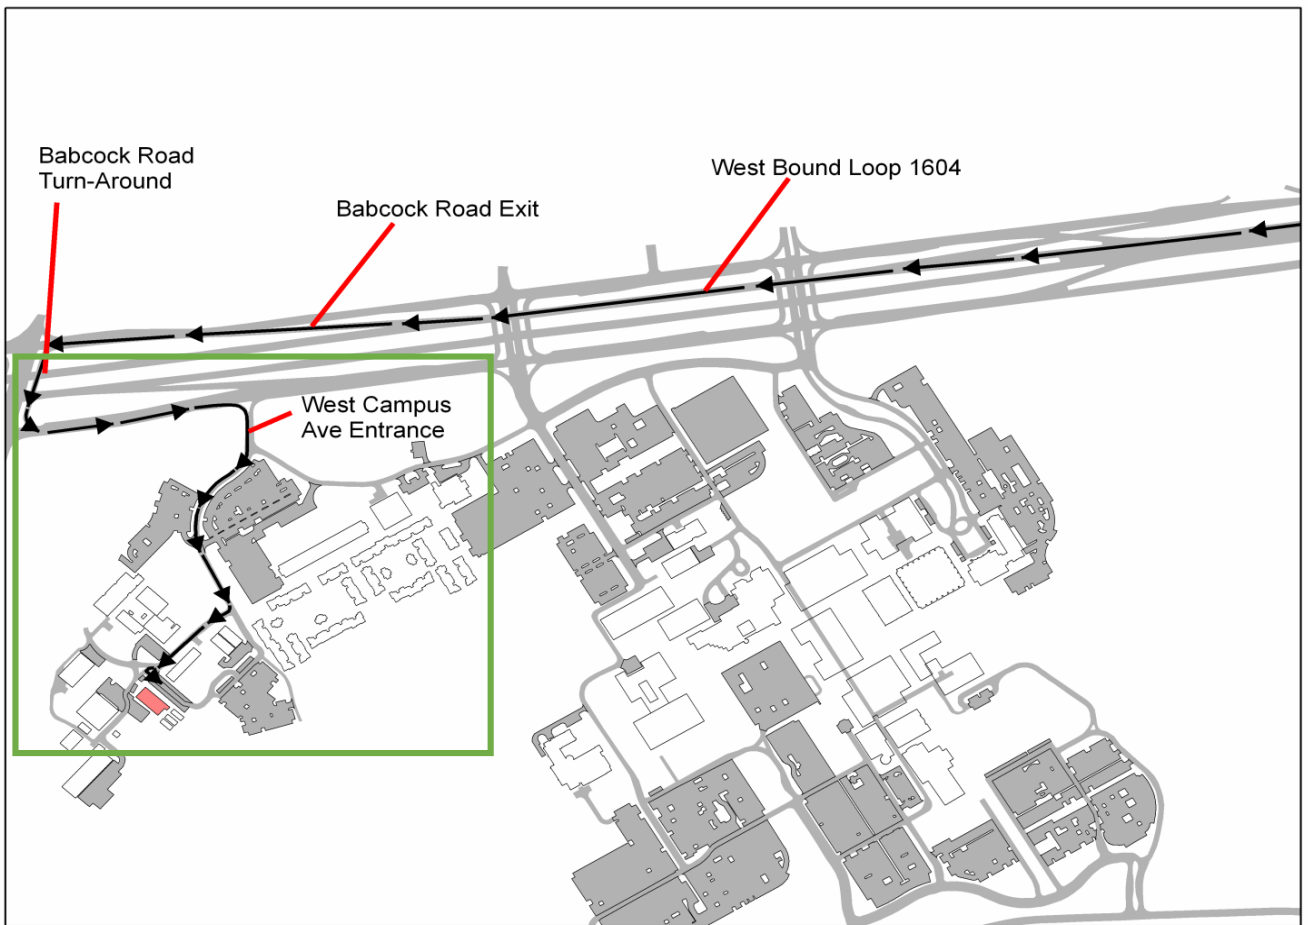 Babcock Road
Turn-Around
Babcock Road Exit
West Bound Loop 1604
West Campus
Ave Entrance